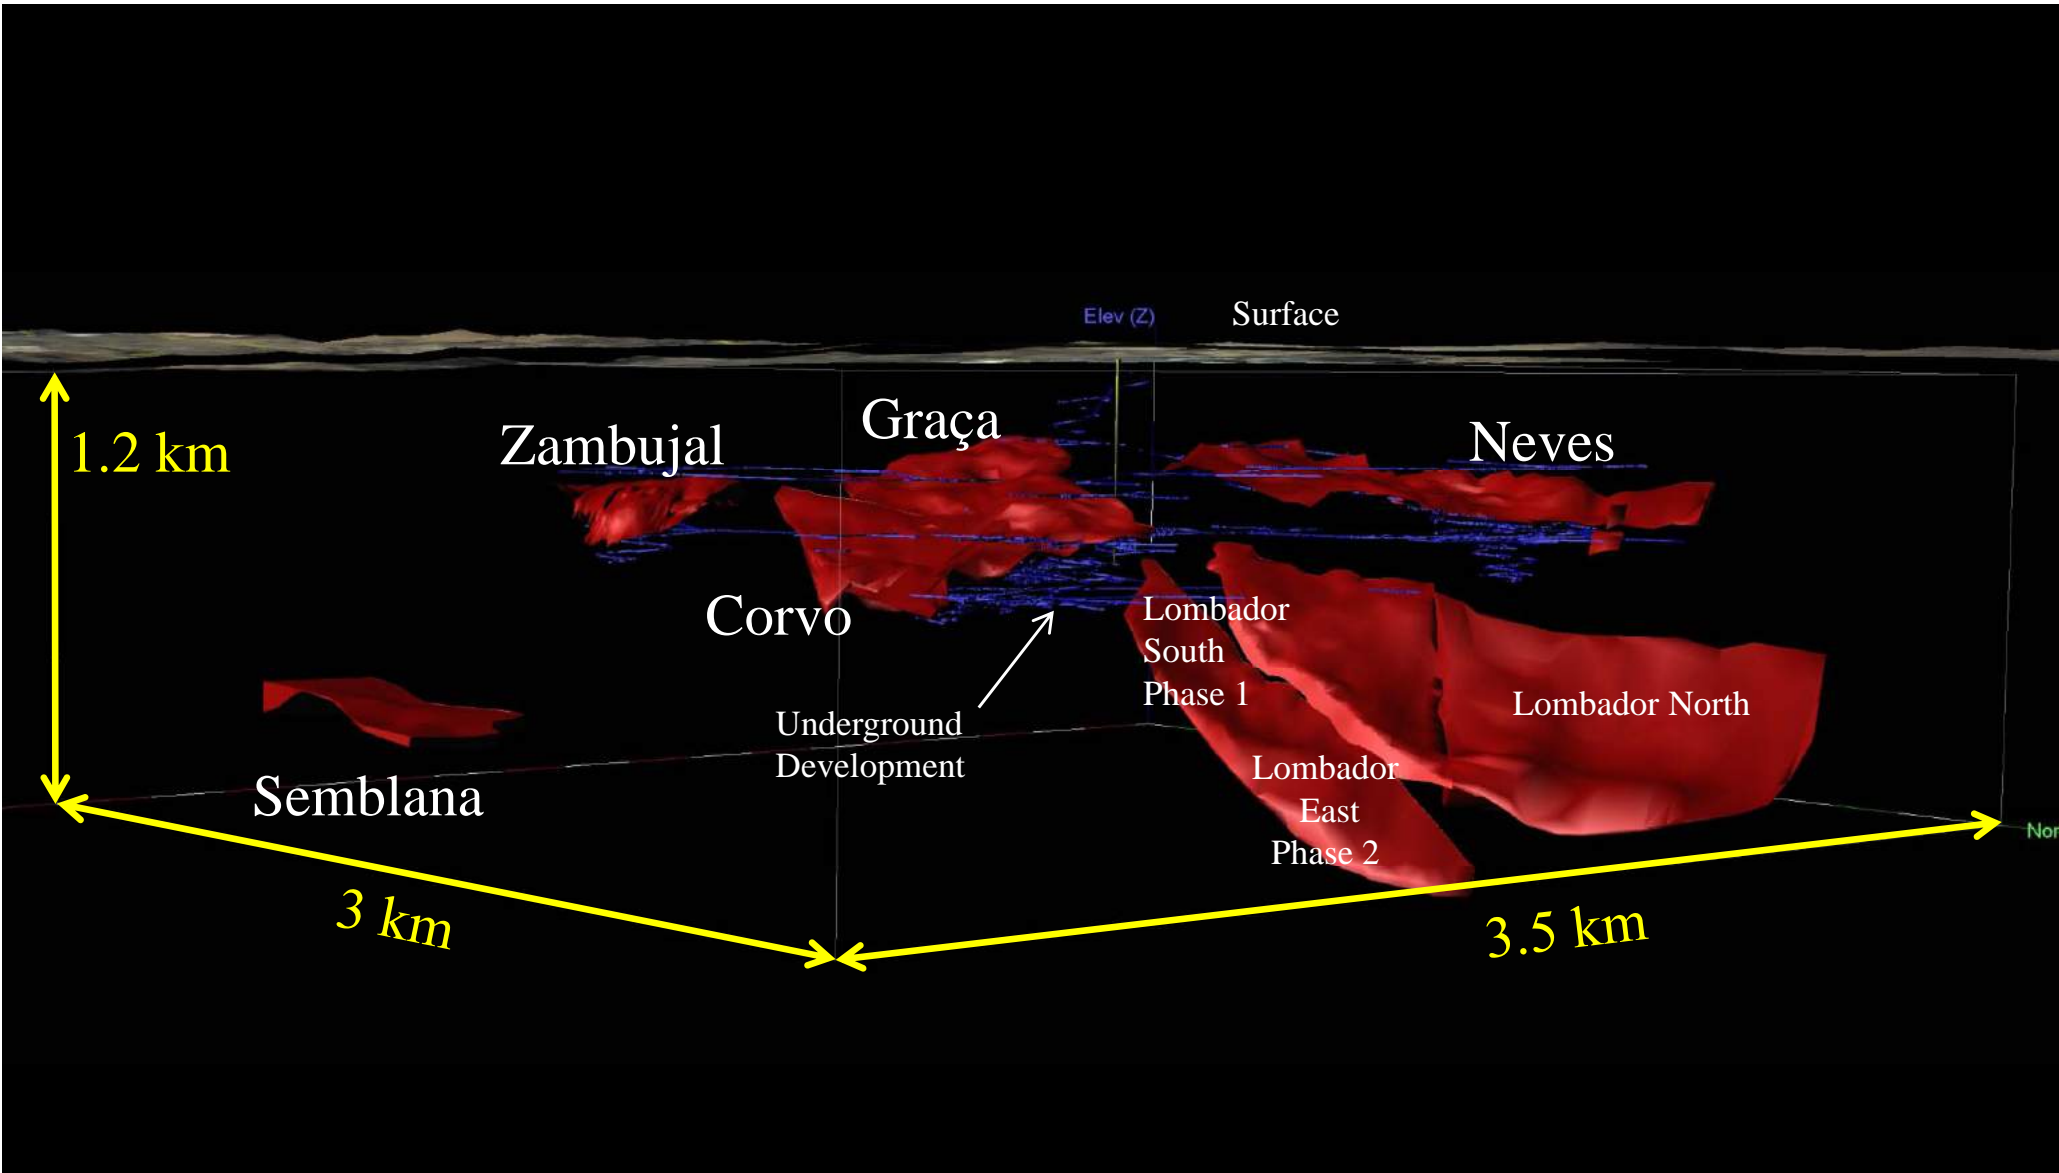 Elev (Z)
Surface
1.2 km
Zambujal
Graça
Neves
Corvo
Lombador
South
Phase 1
Lombador North
Underground
Development
Semblana
Lombador
East
Phase 2
Nor
3 km
3.5 km